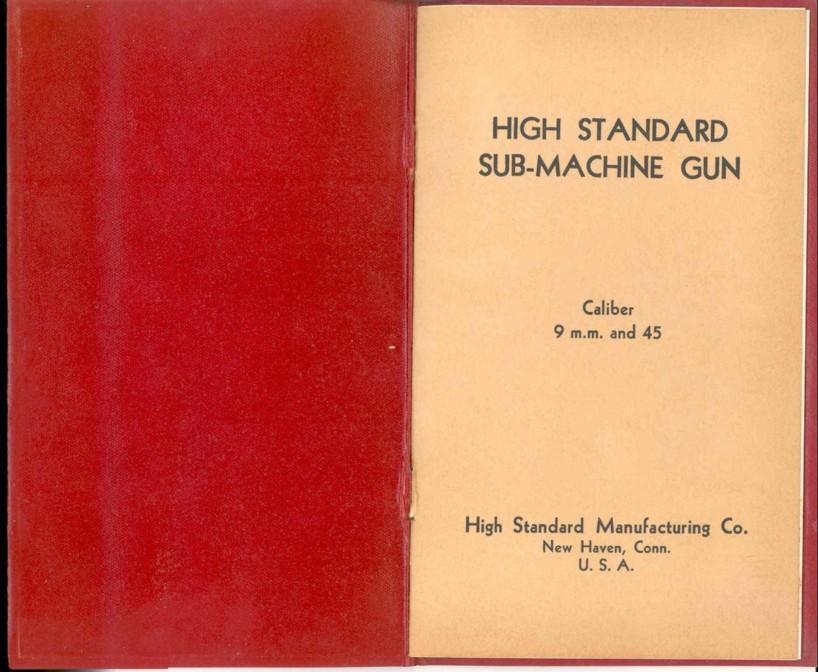 HIGH STANDARD
SUB-MACHINE GUN
Caliber
9 m.m. and 45
High Standard Manufacturing Co.
New Haven, Conn.
U. S. A.